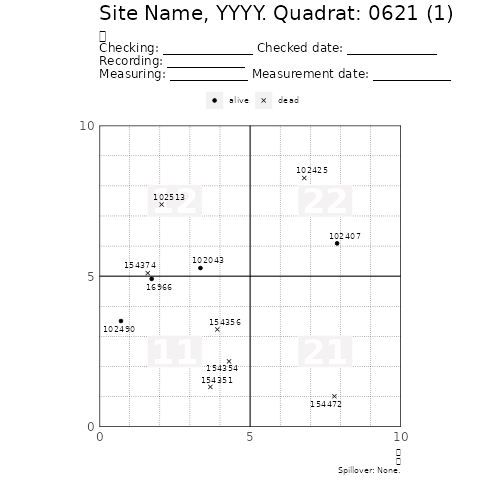 Site Name, YYYY. Quadrat: 0621 (1)
Checking: ______________ Checked date: ______________
Recording: ____________
Measuring: ____________ Measurement date: ____________
alive dead
10
102425
12 22
102513
102407
102043
154374
5
16966
154356
102490
11 21
154354
154351
154472
0
0 5 10
Spillover: None.